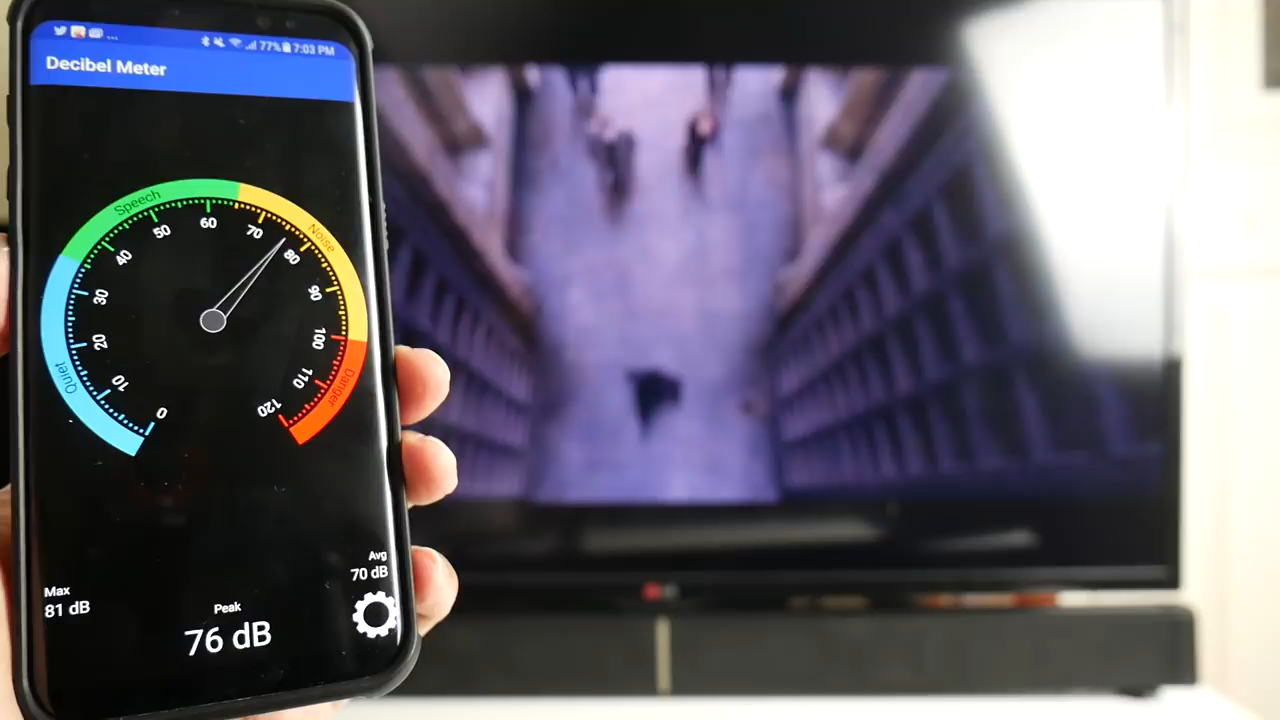 ... 77% 7:03 PM
Decibel Meter
Speech
Noise
Quiet
Danger
0
10
20
30
40
50
60
70
80
90
100
110
120
Avg
70 dB
Max
81 dB
Peak
76 dB